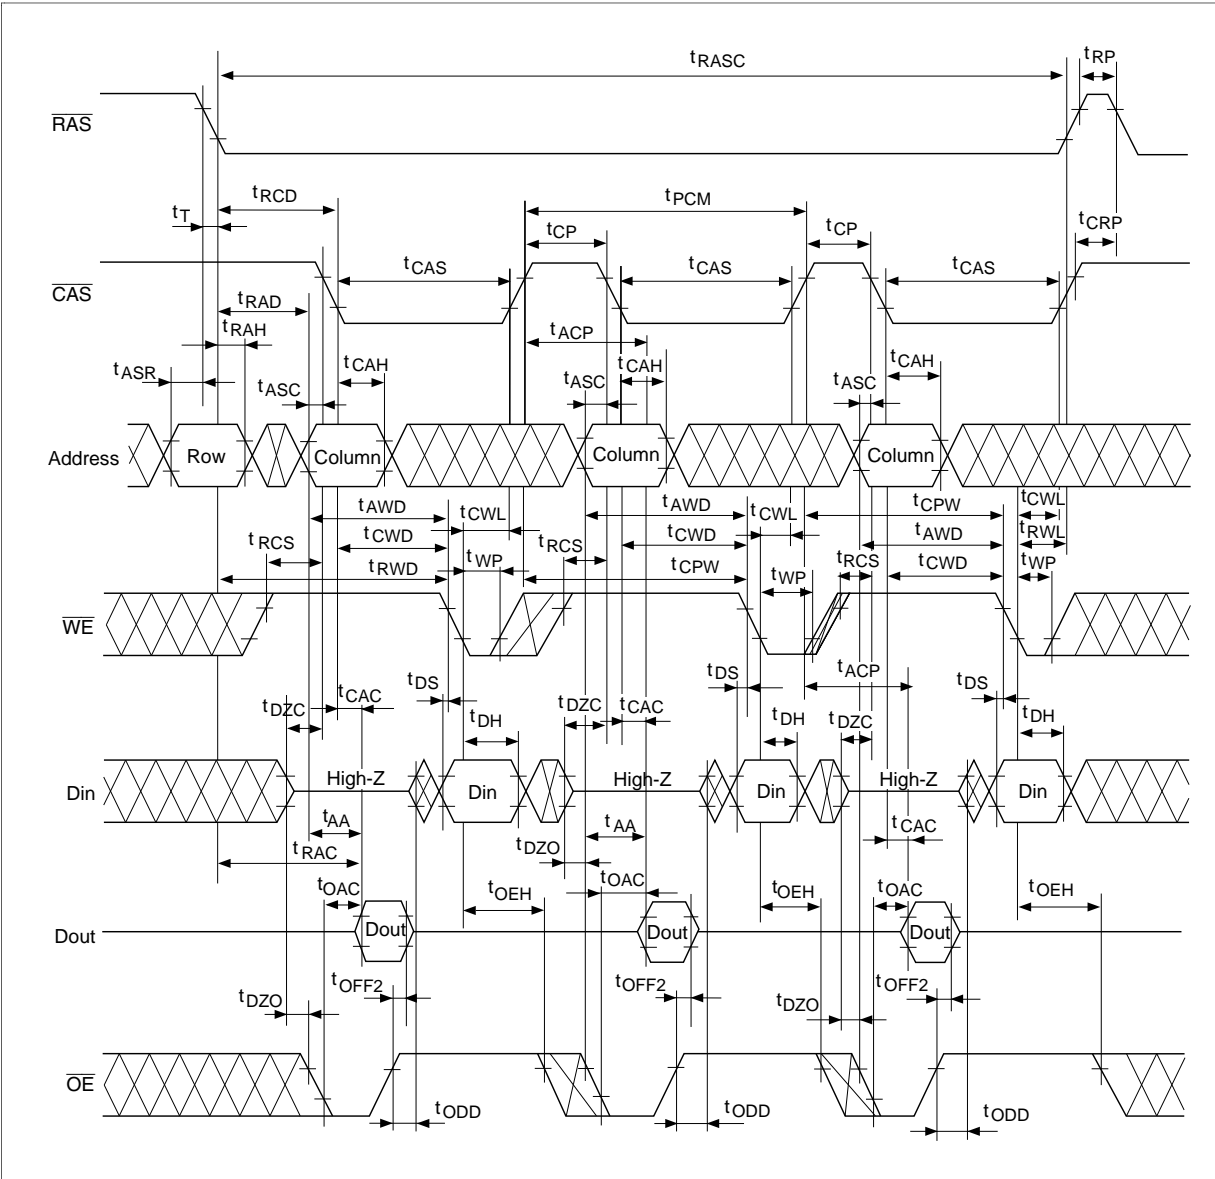 tRASC tRP
RAS
tRCD tPCM
tT tCP tCP tCRP
CAS tCAS tCAS tCAS
tRAD
tRAH tACP
tASR tCAH tCAH tCAH
tASC tASC tASC
Address Row Column Column Column
tAWD tCWL tAWD tCWL tCPW tCWL
tRCS tCWD tRCS tCWD tAWD tRWL
tRWD tWP tCPW tWP tRCS tCWD tWP
WE
tACP
tCAC tDS tDZC tCAC tDS tDS
tDZC tDH tDH tDZC tDH
Din High-Z Din High-Z Din High-Z Din
tAA tAA tCAC
tRAC tDZO
tOAC tOEH tOAC tOEH tOAC tOEH
Dout Dout Dout Dout
tOFF2 tOFF2 tOFF2
tDZO tDZO
OE
tODD tODD tODD